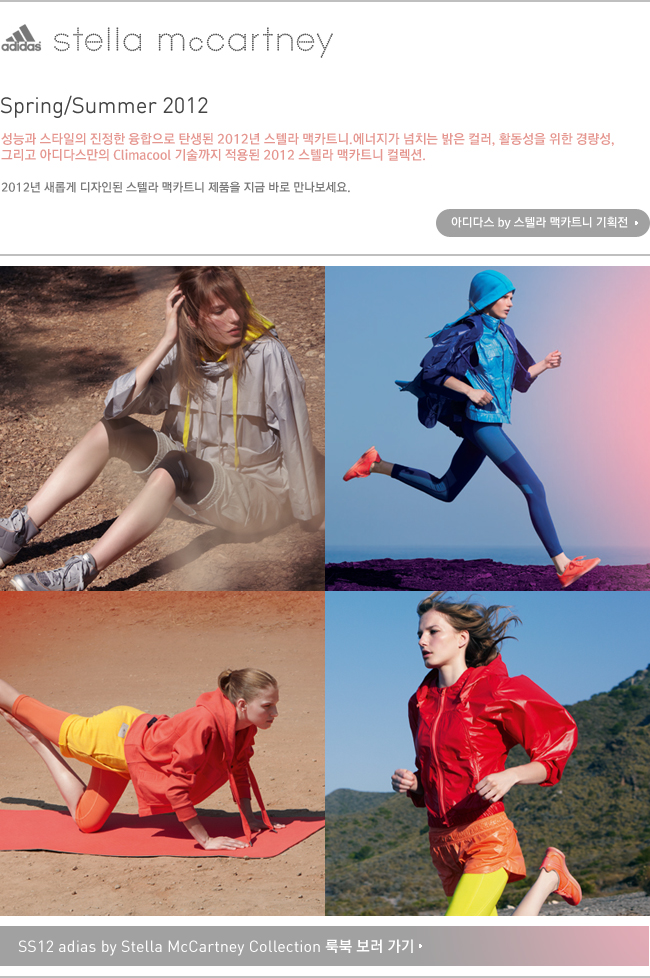 adidas stella mccartney
Spring/Summer 2012
성능과 스타일의 진정한 융합으로 탄생된 2012년 스텔라 맥카트니.에너지가 넘치는 밝은 컬러, 활동성을 위한 경량성,
그리고 아디다스만의 Climacool 기술까지 적용된 2012 스텔라 맥카트니 컬렉션.
2012년 새롭게 디자인된 스텔라 맥카트니 제품을 지금 바로 만나보세요.
아디다스 by 스텔라 맥카트니 기획전
SS12 adias by Stella McCartney Collection 룩북 보러 가기